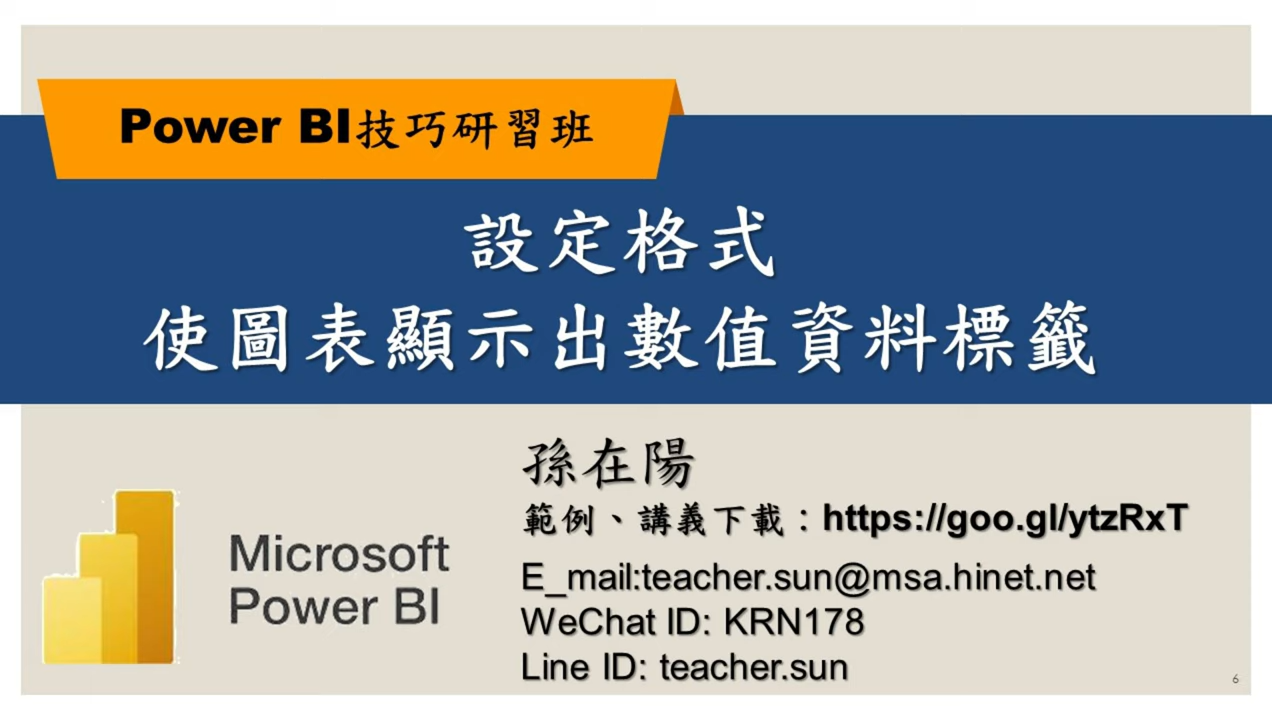 Power BI技巧研習班
設定格式
使圖表顯示出數值資料標籤
孫在陽
範例、講義下載：https://goo.gl/ytzRxT
Microsoft
Power BI
E_mail:teacher.sun@msa.hinet.net
WeChat ID: KRN178
Line ID: teacher.sun
6